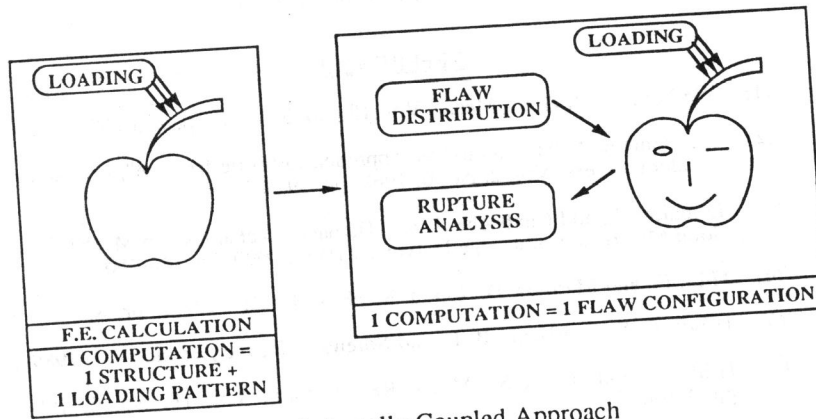 LOADING
F.E. CALCULATION
1 COMPUTATION =
1 STRUCTURE +
1 LOADING PATTERN
LOADING
FLAW
DISTRIBUTION
RUPTURE
ANALYSIS
1 COMPUTATION = 1 FLAW CONFIGURATION
Coupled Approach